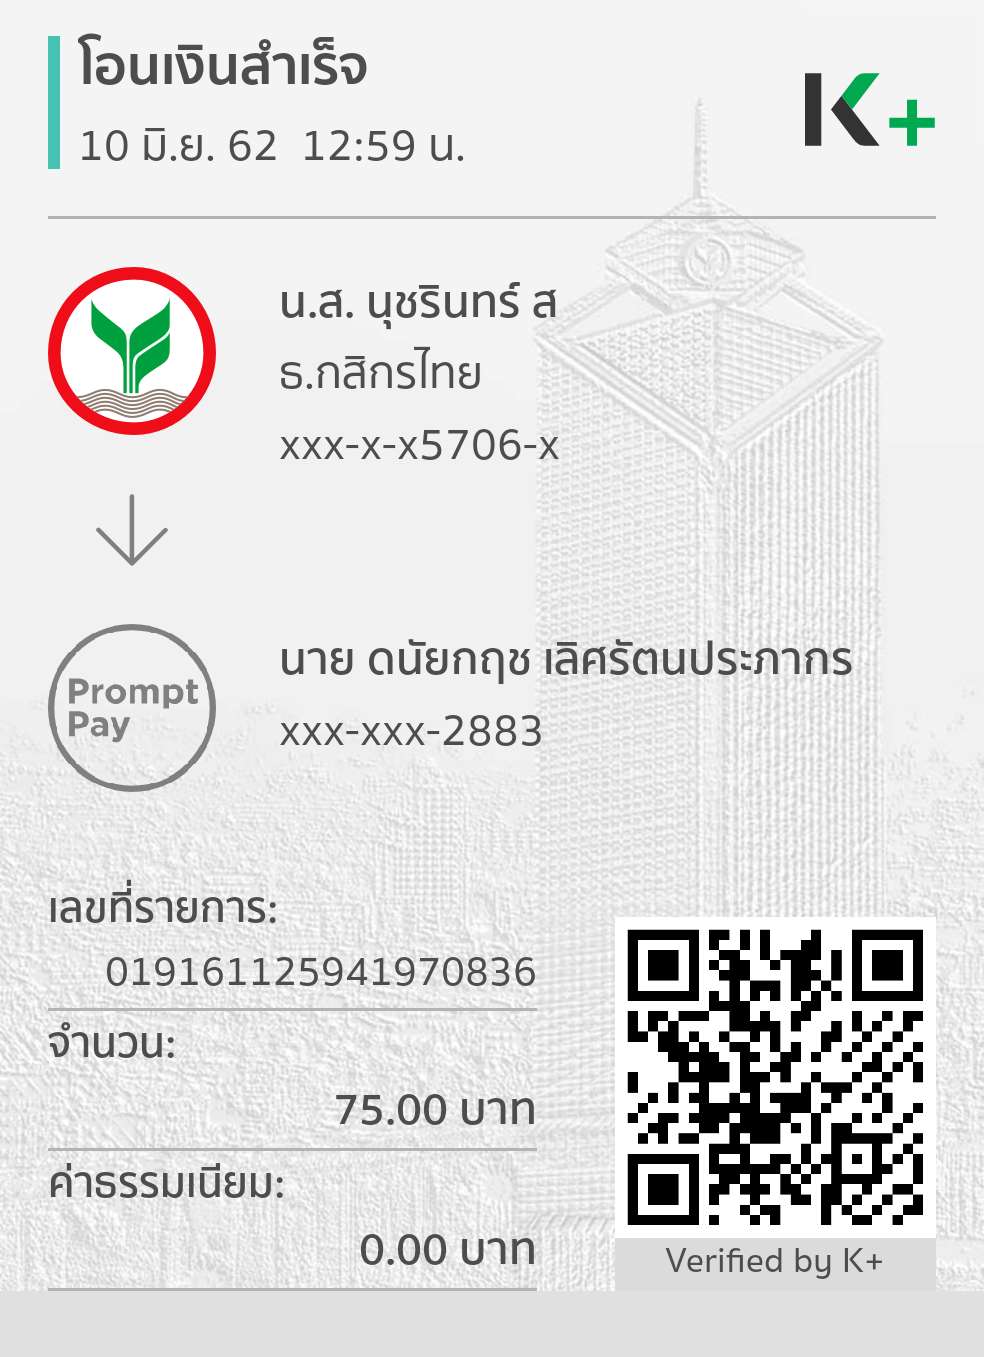 โอนเงินสำเร็จ
10 มิ.ย. 62  12:59 น.
K+
น.ส. นุชรินทร์ ส
ธ.กสิกรไทย
xxx-x-x5706-x
Prompt
Pay
นาย ดนัยกฤช เลิศรัตนประภากร
xxx-xxx-2883
เลขที่รายการ:
019161125941970836
จำนวน:
75.00 บาท
ค่าธรรมเนียม:
0.00 บาท
Verified by K+